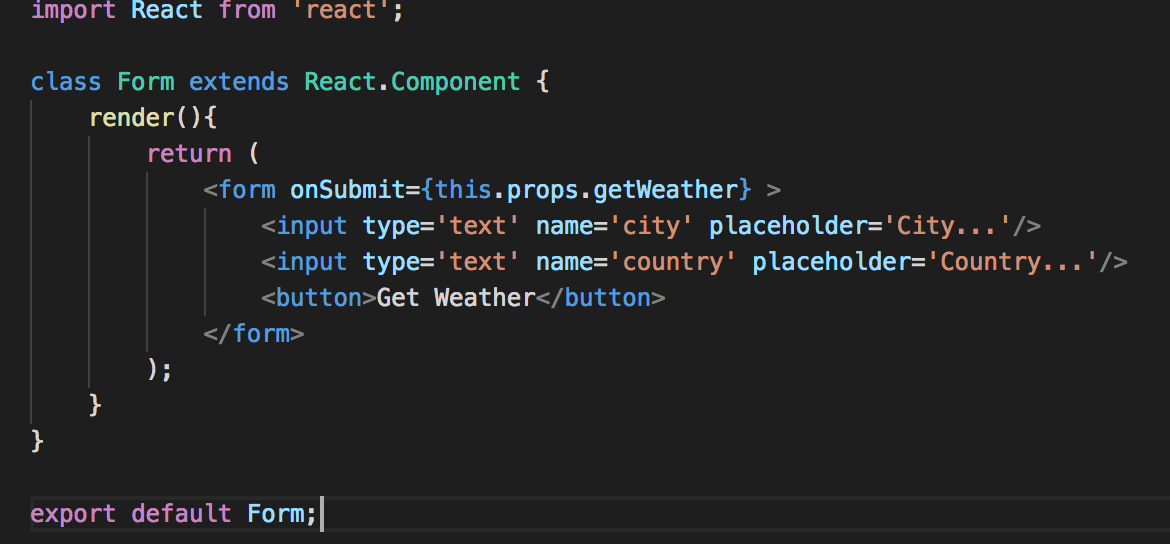 import React from 'react';
class Form extends React.Component {
render(){
return (
<form onSubmit={this.props.getWeather} >
<input type='text' name='city' placeholder='City...'/>
<input type='text' name='country' placeholder='Country...'/>
<button>Get Weather</button>
</form>
);
}
}
export default Form;